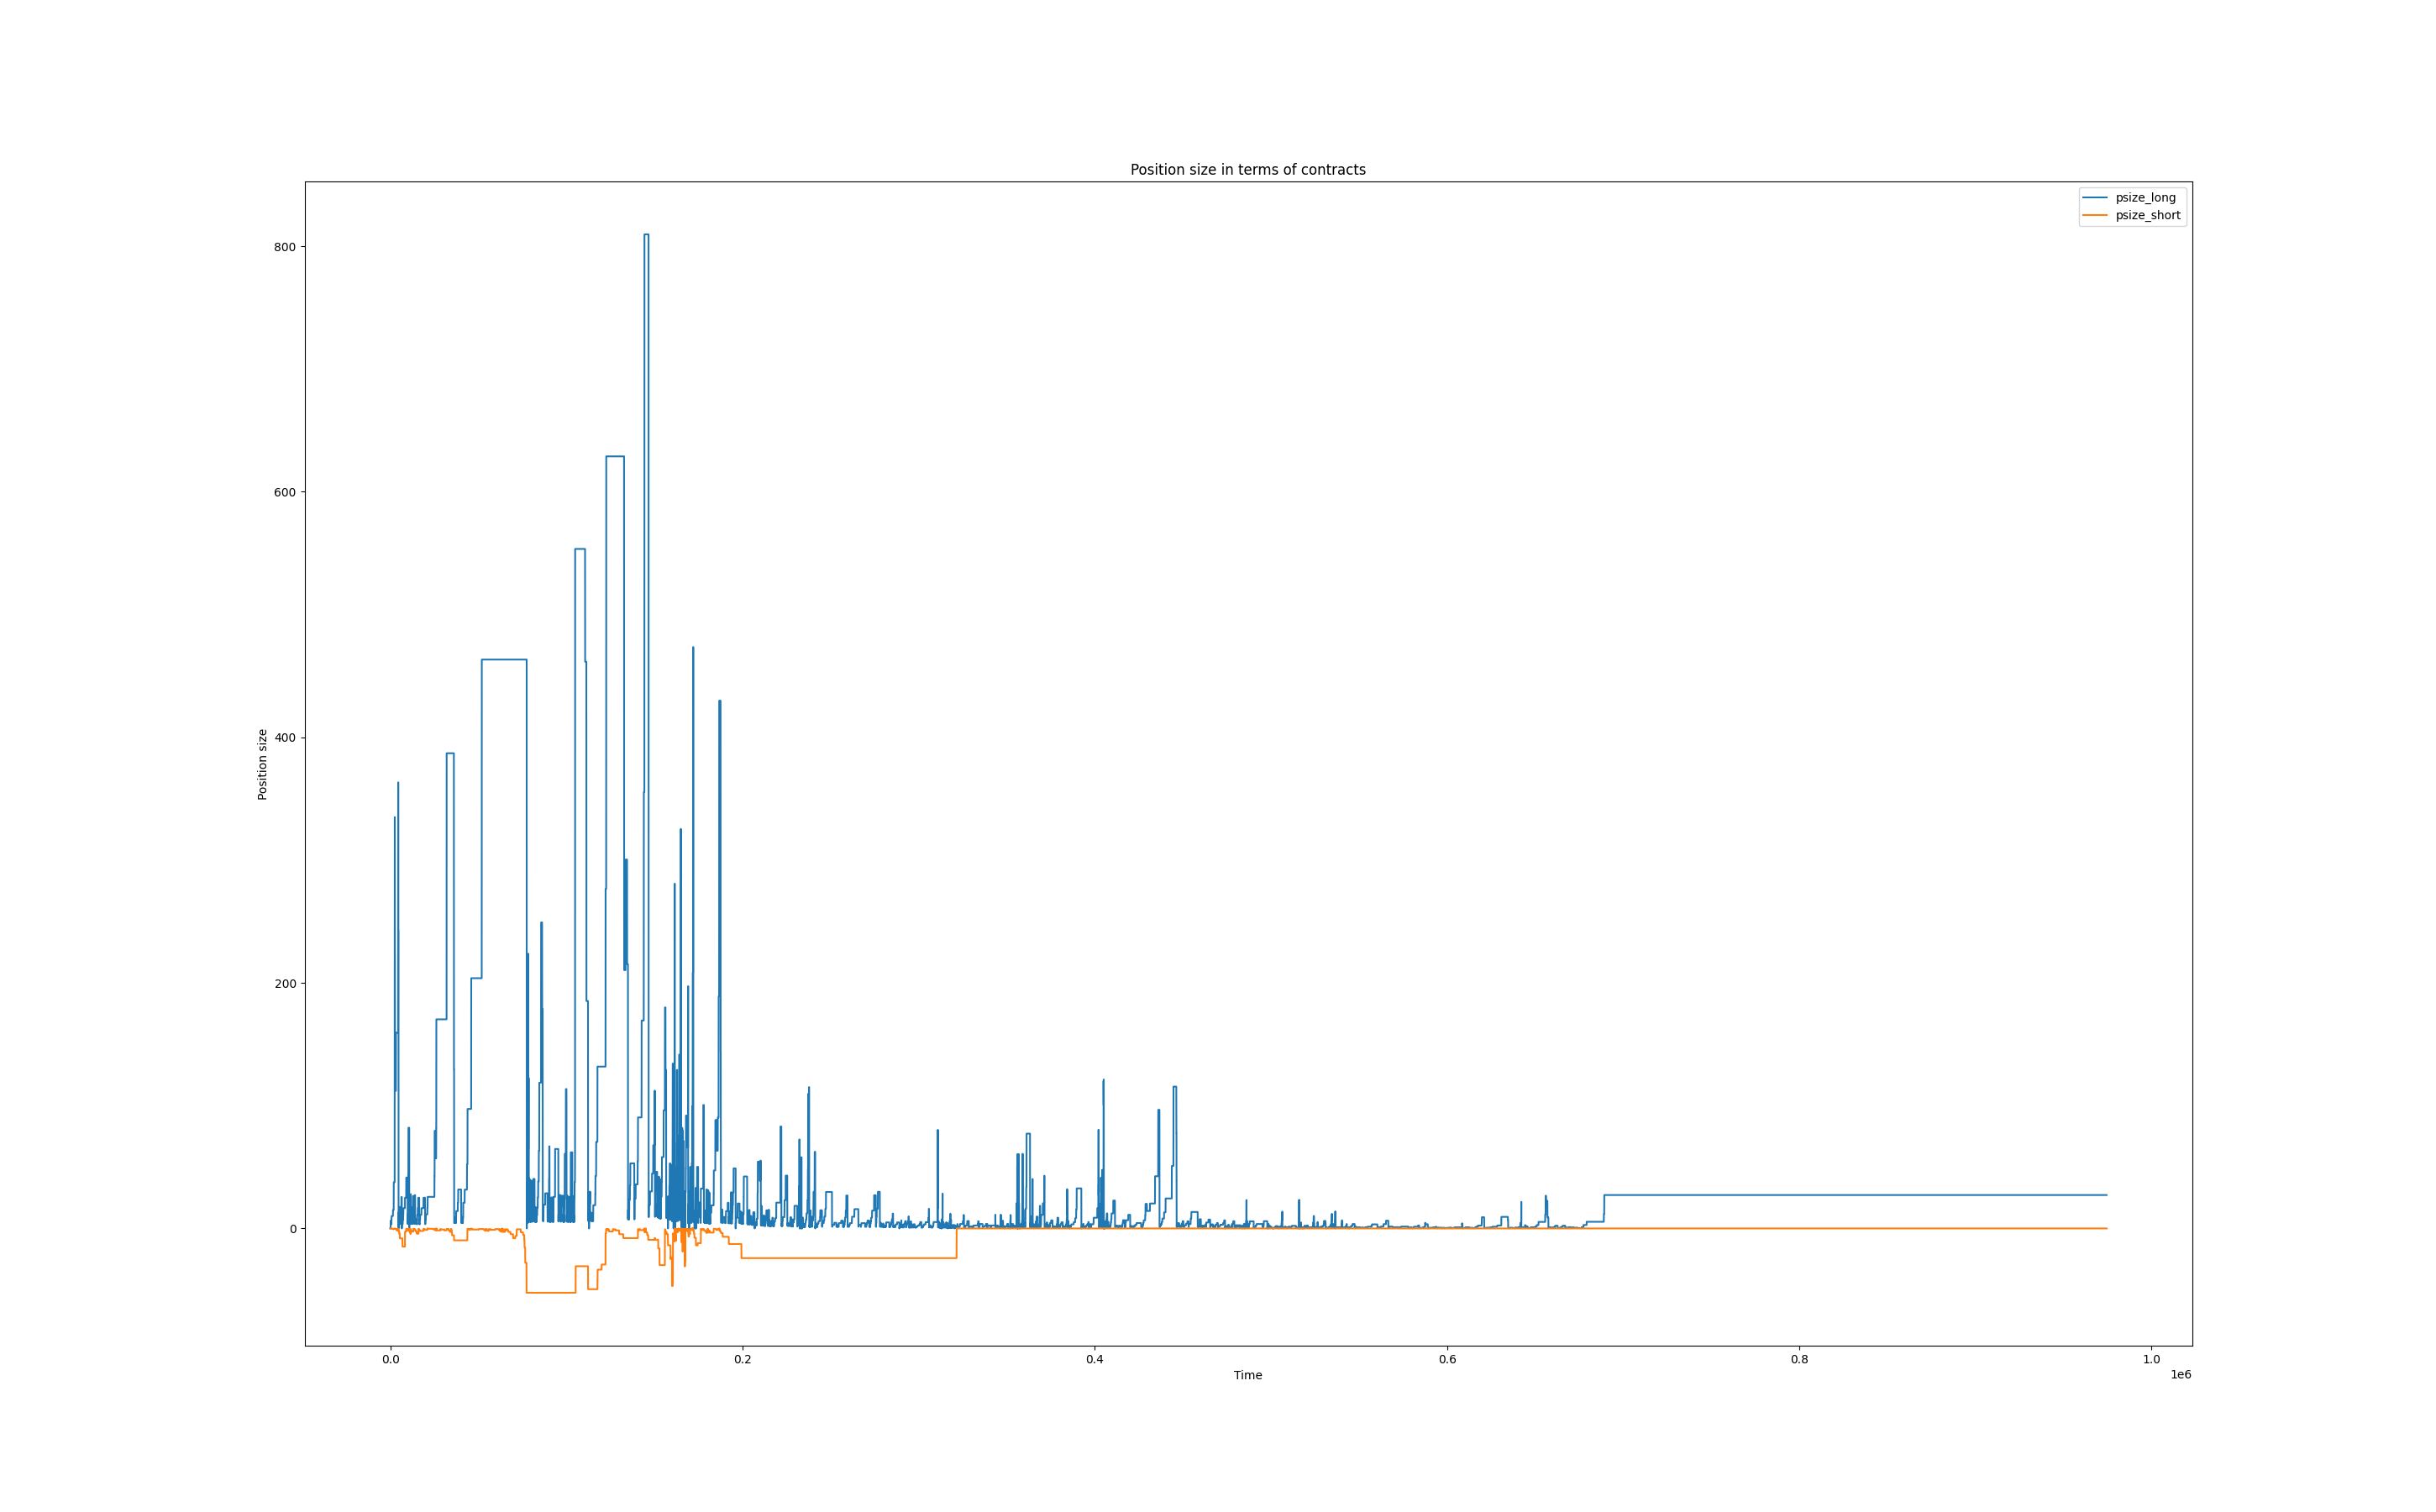 Position size in terms of contracts
psize_long
psize_short
800
600
400
200
0
Position size
0.0
0.2
0.4
0.6
0.8
1.0
1e6
Time